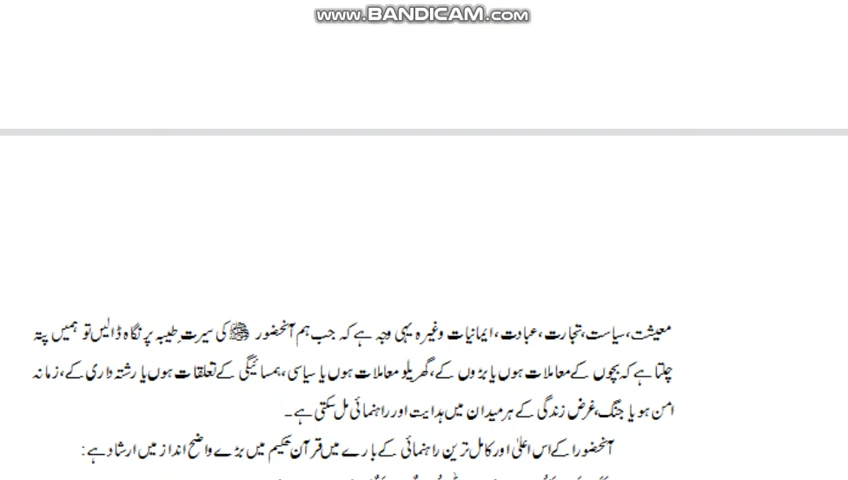 www.BANDICAM.com
معیشت، سیاست، تجارت، عبادت، ایمانیات وغیرہ یہی وجہ ہے کہ جب ہم آنحضور ﷺ کی سیرت طیبہ پر نگاہ ڈالیں تو ہمیں پتہ
چلتا ہے کہ بچوں کے معاملات ہوں یا بڑوں کے، گھریلو معاملات ہوں یا سیاسی، ہمسائیگی کے تعلقات ہوں یا رشتہ داری کے، زمانہ
امن ہو یا جنگ، غرض زندگی کے ہر میدان میں ہدایت اور راہنمائی مل سکتی ہے۔
آنحضورا کے اس اعلیٰ اور کامل ترین راہنمائی کے بارے میں قرآن حکیم میں بڑے واضح انداز میں ارشاد ہے: